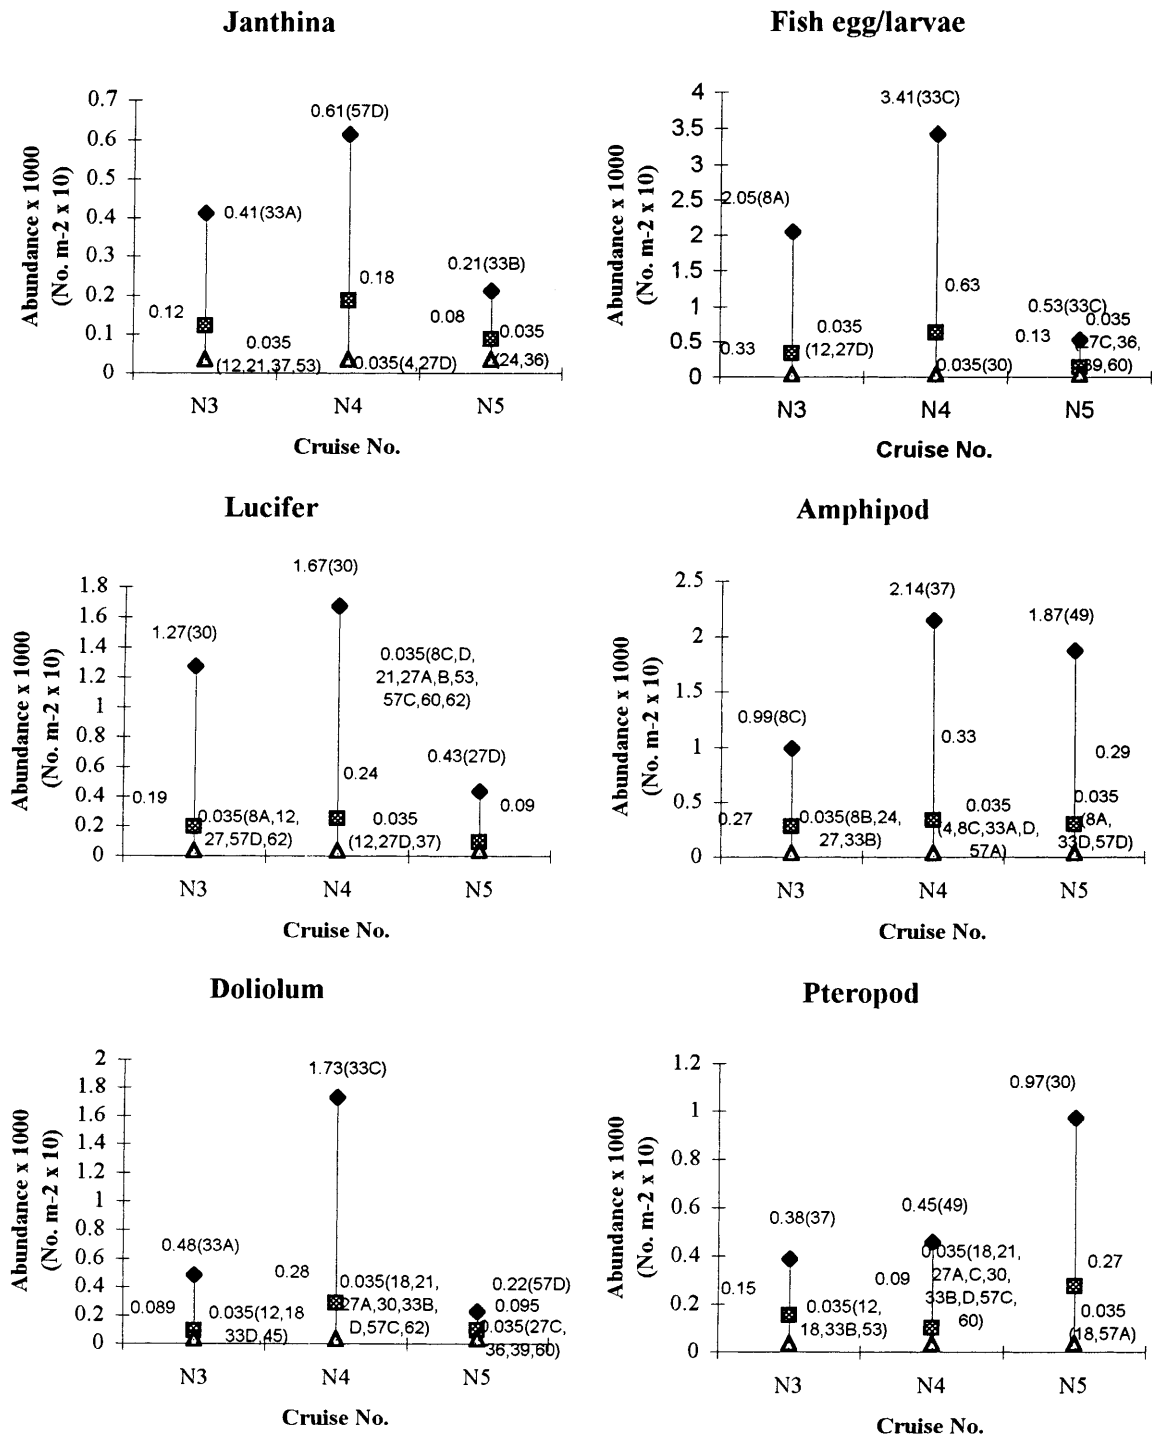 Janthina
Abundance x 1000
(No. m-2 x 10)
0.7
0.6
0.5
0.4
0.3
0.2
0.1
0
0.61(57D)
0.41(33A)
0.21(33B)
0.18
0.12
0.08
0.035
(12,21,37,53)
0.035(4,27D)
0.035
(24,36)
N3
N4
N5
Cruise No.
Fish egg/larvae
Abundance x 1000
(No. m-2 x 10)
4
3.5
3
2.5
2
1.5
1
0.5
0
3.41(33C)
2.05(8A)
0.63
0.53(33C)
0.33
0.035
(12,27D)
0.035(30)
0.13
0.035
27C,36,
39,60)
N3
N4
N5
Cruise No.
Lucifer
Abundance x 1000
(No. m-2 x 10)
1.8
1.6
1.4
1.2
1
0.8
0.6
0.4
0.2
0
1.67(30)
1.27(30)
0.035(8C,D,
21,27A,B,53,
57C,60,62)
0.43(27D)
0.24
0.19
0.09
0.035(8A,12,
27,57D,62)
0.035
(12,27D,37)
N3
N4
N5
Cruise No.
Amphipod
Abundance x 1000
(No. m-2 x 10)
2.5
2
1.5
1
0.5
0
2.14(37)
1.87(49)
0.99(8C)
0.33
0.29
0.27
0.035(8B,24,
27,33B)
0.035
(4,8C,33A,D,
57A)
0.035
(8A,
33D,57D)
N3
N4
N5
Cruise No.
Doliolum
Abundance x 1000
(No. m-2 x 10)
2
1.8
1.6
1.4
1.2
1
0.8
0.6
0.4
0.2
0
1.73(33C)
0.48(33A)
0.28
0.22(57D)
0.089
0.095
0.035(12,18
33D,45)
0.035(18,21,
27A,30,33B,
D,57C,62)
0.035(27C,
36,39,60)
N3
N4
N5
Cruise No.
Pteropod
Abundance x 1000
(No. m-2 x 10)
1.2
1
0.8
0.6
0.4
0.2
0
0.97(30)
0.45(49)
0.38(37)
0.27
0.15
0.09
0.035(12,
18,33B,53)
0.035(18,21,
27A,C,30,
33B,D,57C,
60)
0.035
(18,57A)
N3
N4
N5
Cruise No.